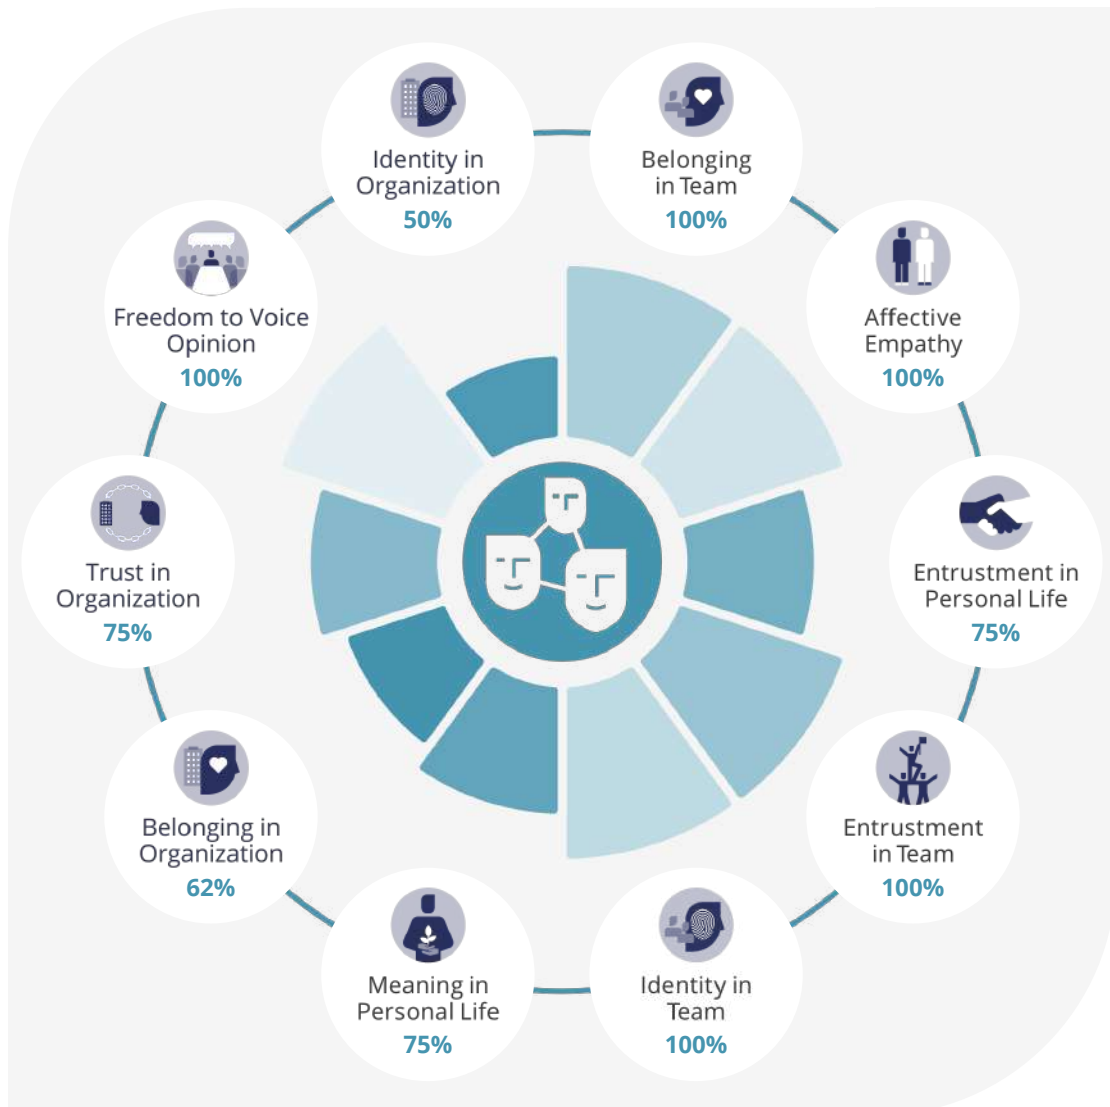 Identity in
Organization
50%
Belonging
in Team
100%
Freedom to Voice
Opinion
100%
Affective
Empathy
100%
Trust in
Organization
75%
Entrustment in
Personal Life
75%
Belonging in
Organization
62%
Entrustment
in Team
100%
Meaning in
Personal Life
75%
Identity in
Team
100%